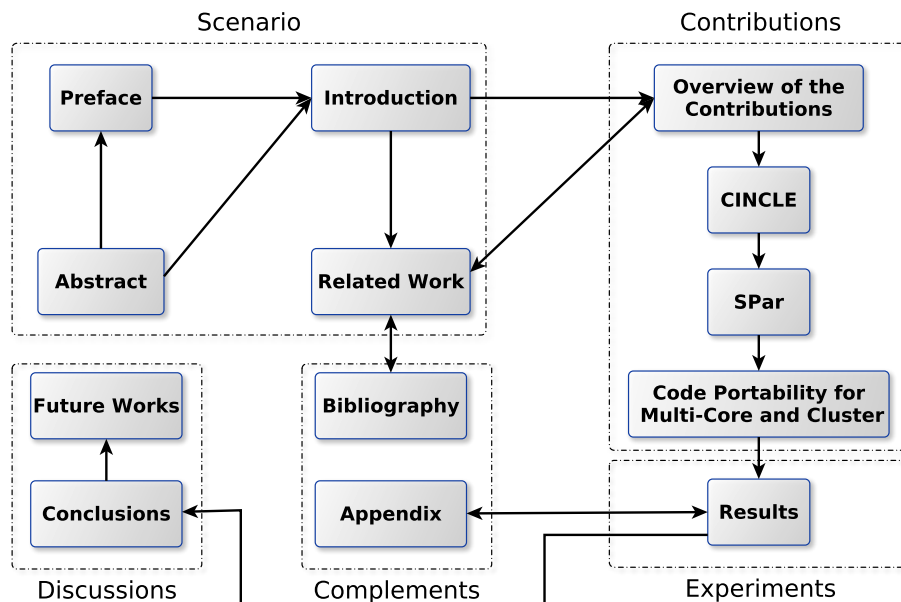 Scenario
Contributions
Preface
Introduction
Overview of the
Contributions
CINCLE
Abstract
Related Work
SPar
Future Works
Bibliography
Code Portability for
Multi-Core and Cluster
Conclusions
Appendix
Results
Discussions
Complements
Experiments